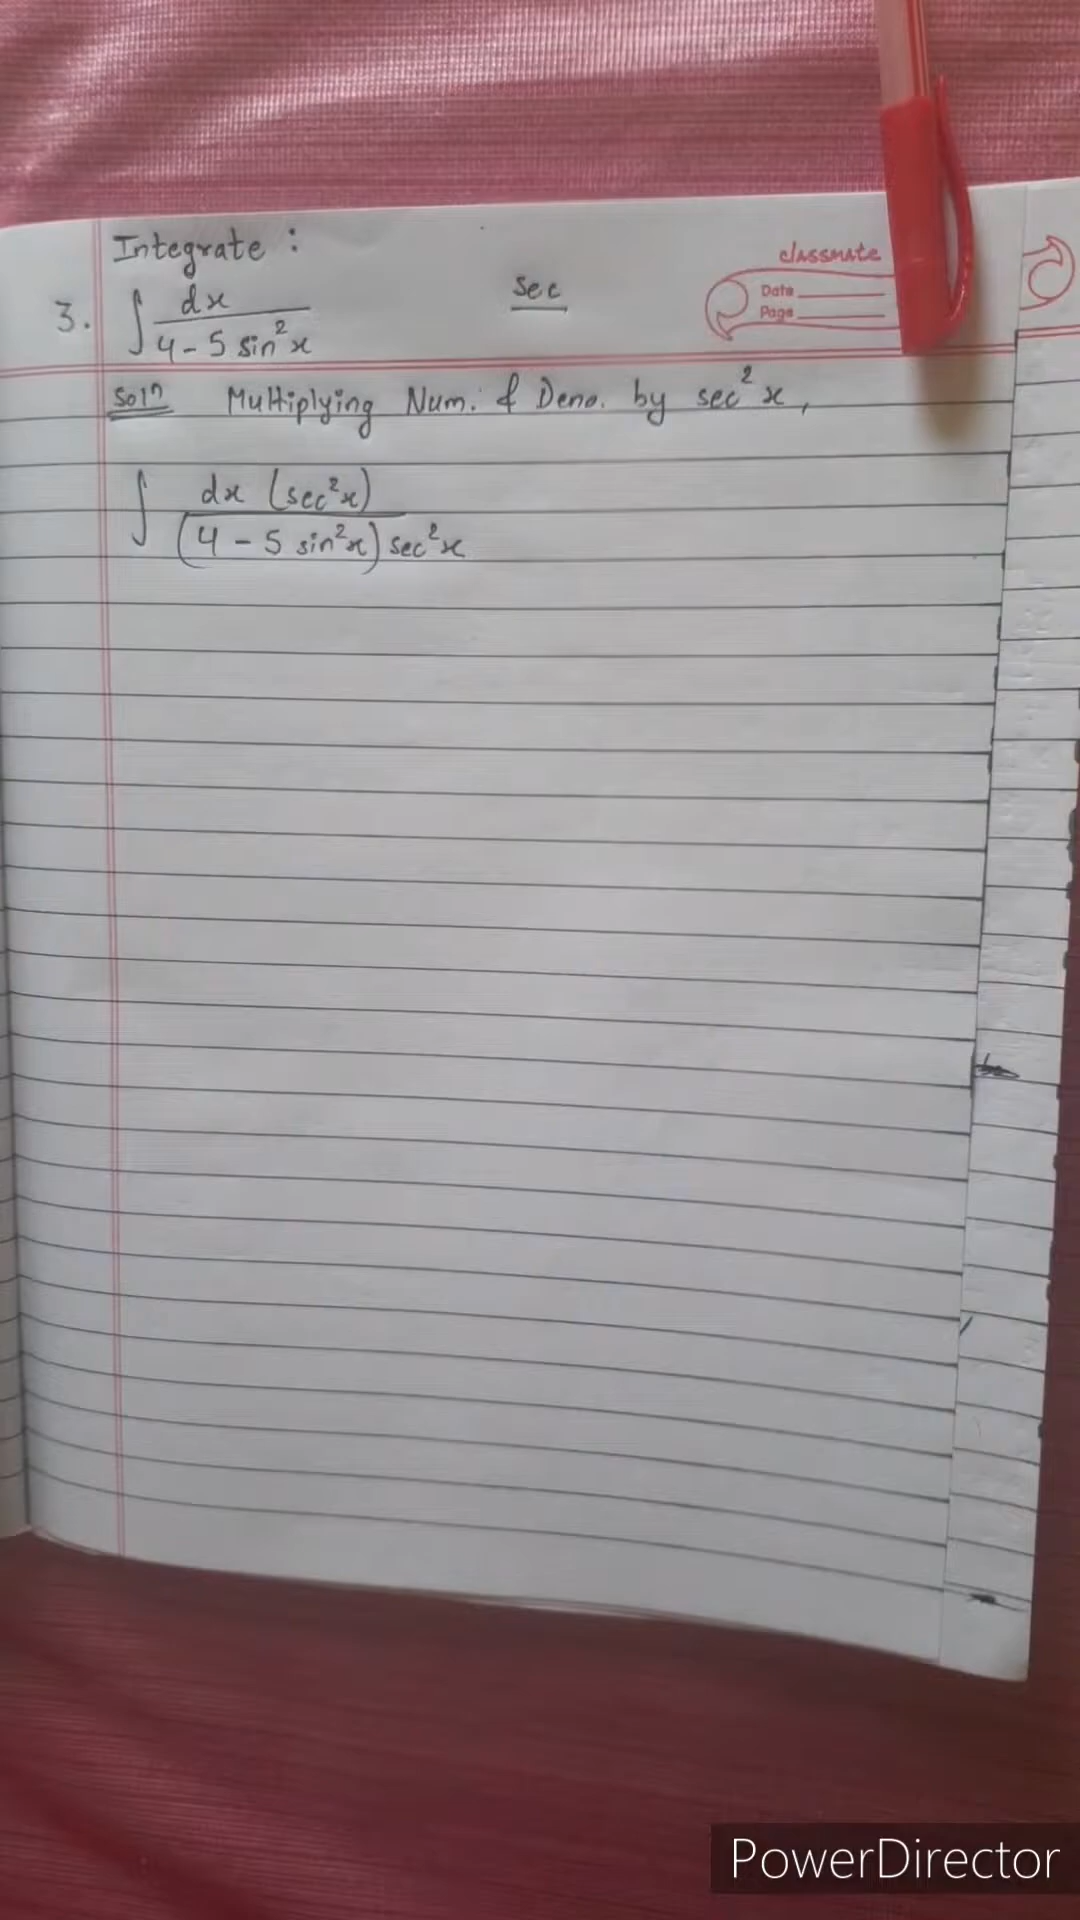 Integrate :
classmate
3. ∫ dx / 4 - 5 sin²x
sec
Date
Page
Solⁿ Multiplying Num. & Deno. by sec²x,
∫ dx (sec²x) / (4 - 5 sin²x) sec²x
PowerDirector